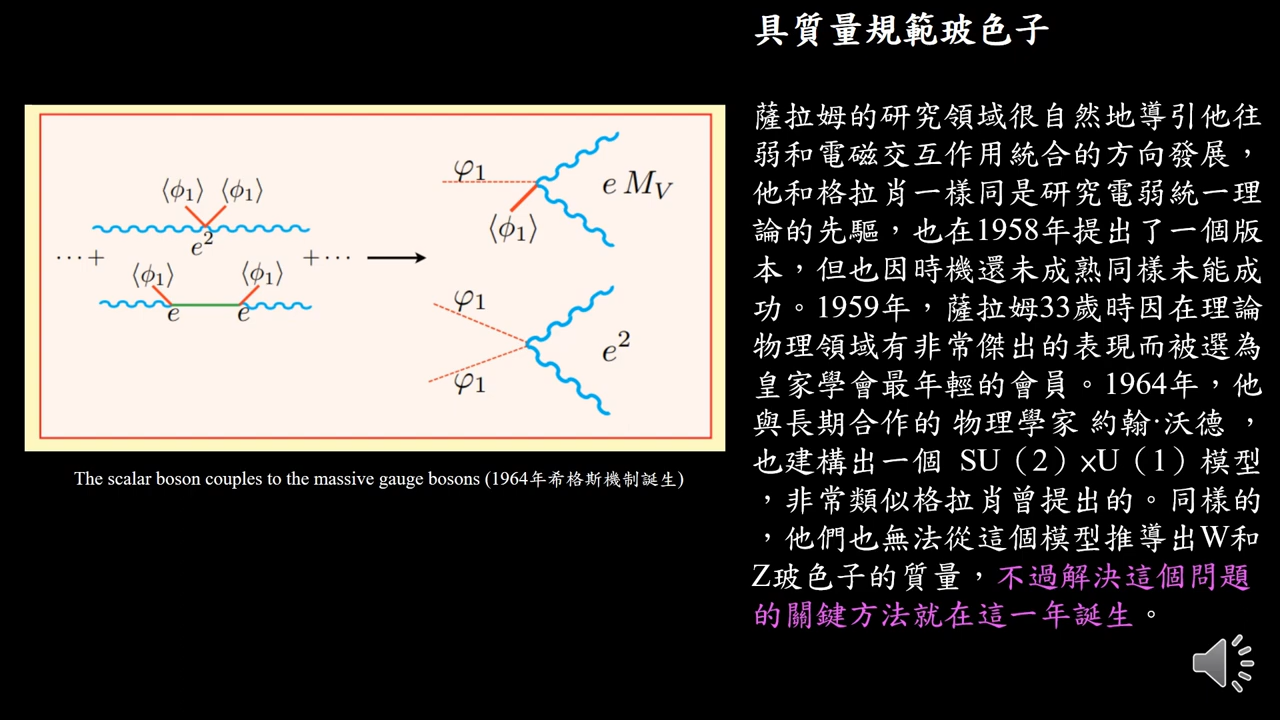 具質量規範玻色子
薩拉姆的研究領域很自然地導引他往
弱和電磁交互作用統合的方向發展，
他和格拉肖一樣同是研究電弱統一理
論的先驅，也在1958年提出了一個版
本，但也因時機還未成熟同樣未能成
功。1959年，薩拉姆33歲時因在理論
物理領域有非常傑出的表現而被選為
皇家學會最年輕的會員。1964年，他
與長期合作的 物理學家 約翰·沃德 ，
也建構出一個 SU（2）×U（1）模型
，非常類似格拉肖曾提出的。同樣的
，他們也無法從這個模型推導出W和
Z玻色子的質量，不過解決這個問題
的關鍵方法就在這一年誕生。
⟨ϕ₁⟩ ⟨ϕ₁⟩
e²
···+
+···
⟨ϕ₁⟩ ⟨ϕ₁⟩
e e
φ₁
e M_V
⟨ϕ₁⟩
φ₁
e²
φ₁
The scalar boson couples to the massive gauge bosons (1964年希格斯機制誕生)